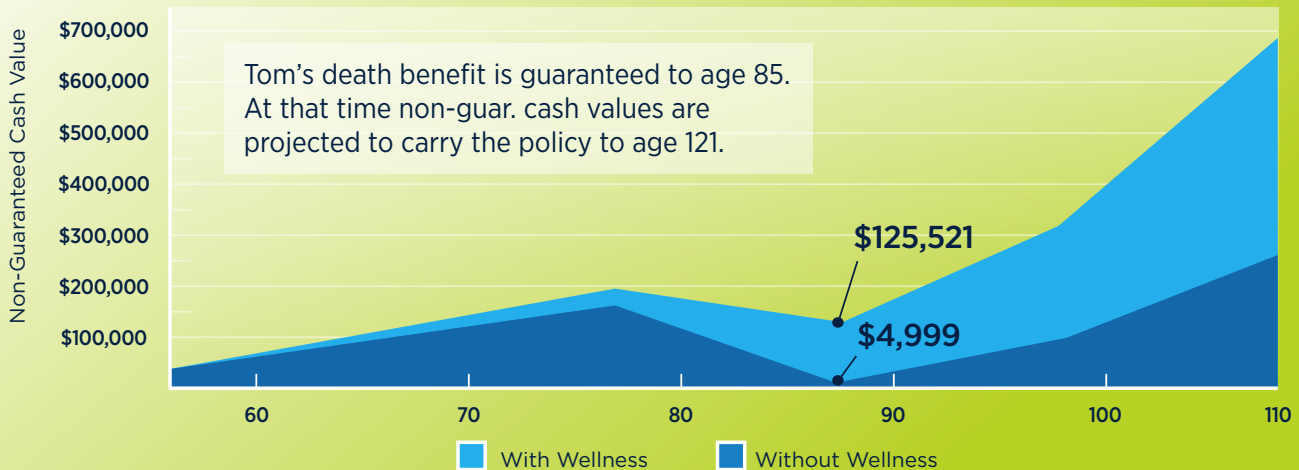 Non-Guaranteed Cash Value
$700,000
$600,000
$500,000
$400,000
$300,000
$200,000
$100,000
Tom’s death benefit is guaranteed to age 85.
At that time non-guar. cash values are
projected to carry the policy to age 121.
$125,521
$4,999
60 70 80 90 100 110
With Wellness Without Wellness